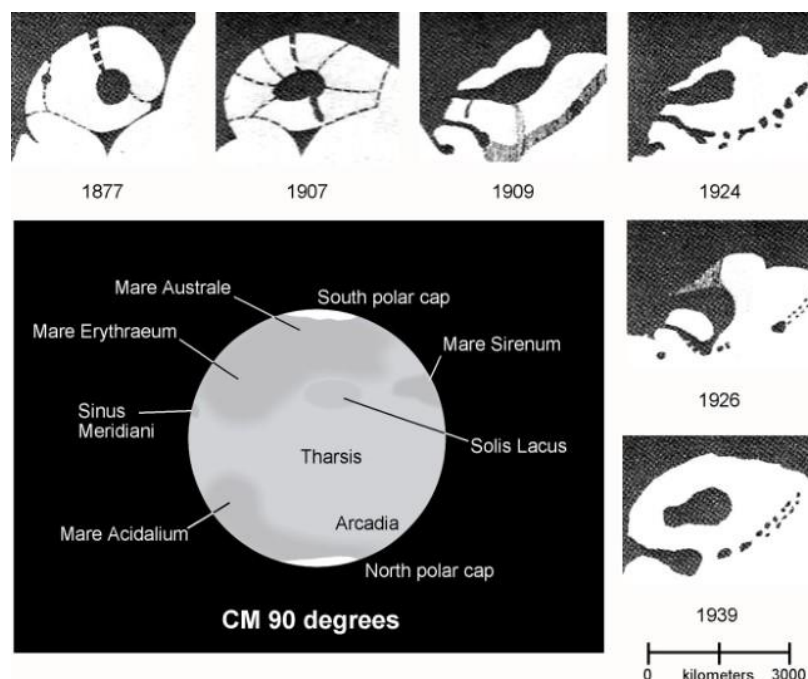 1877
1907
1909
1924
Mare Australe
South polar cap
Mare Erythraeum
Mare Sirenum
Sinus
Meridiani
Solis Lacus
Tharsis
Mare Acidalium
Arcadia
North polar cap
CM 90 degrees
1926
1939
0 kilometers 3000